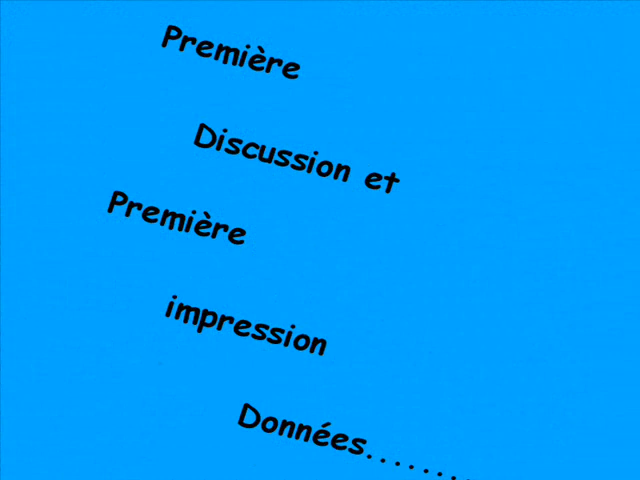 Première
Discussion et
Première
impression
Données........